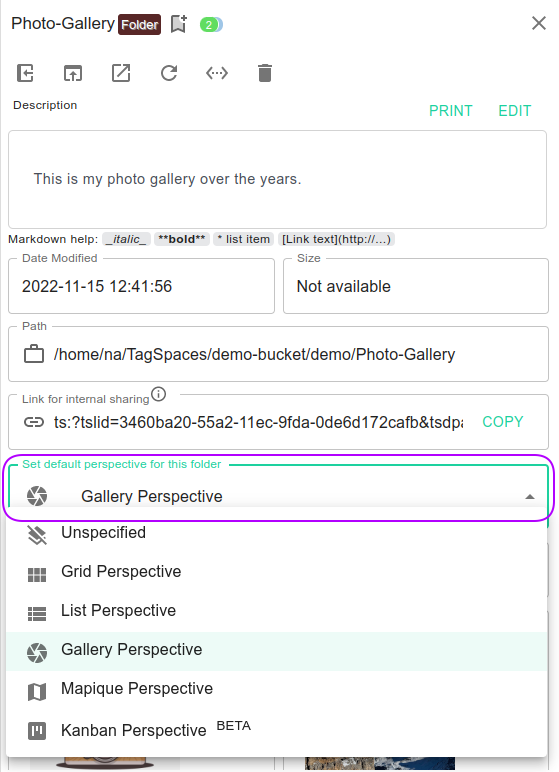 Photo-Gallery Folder 2
Description
PRINT EDIT
This is my photo gallery over the years.
Markdown help: _italic_ **bold** * list item [Link text](http://...)
Date Modified
2022-11-15 12:41:56
Size
Not available
Path
/home/na/TagSpaces/demo-bucket/demo/Photo-Gallery
Link for internal sharing
ts:?tslid=3460ba20-55a2-11ec-9fda-0de6d172cafb&tsdpa
COPY
Set default perspective for this folder
Gallery Perspective
Unspecified
Grid Perspective
List Perspective
Gallery Perspective
Mapique Perspective
Kanban Perspective BETA